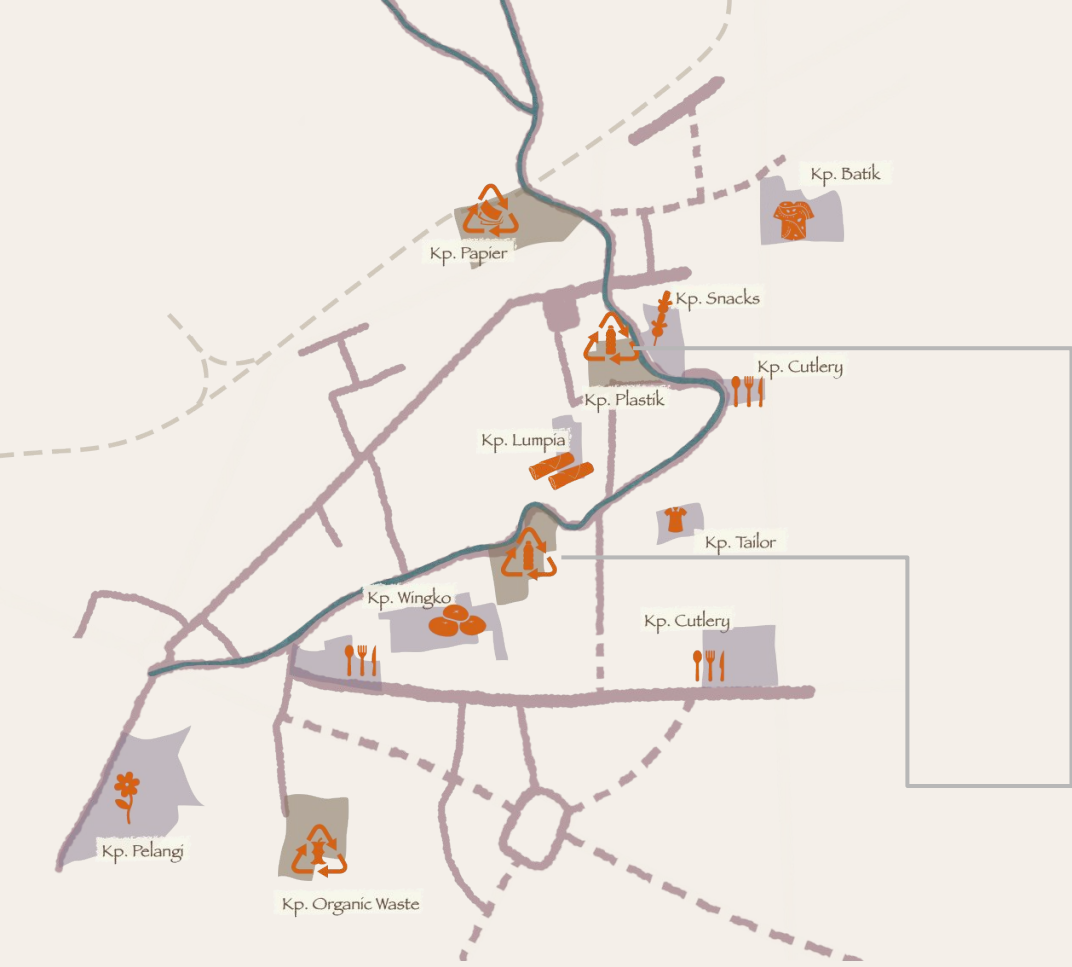 Kp. Batik
Kp. Papier
Kp. Snacks
Kp. Cutlery
Kp. Plastik
Kp. Lumpia
Kp. Tailor
Kp. Wingko
Kp. Cutlery
Kp. Pelangi
Kp. Organic Waste